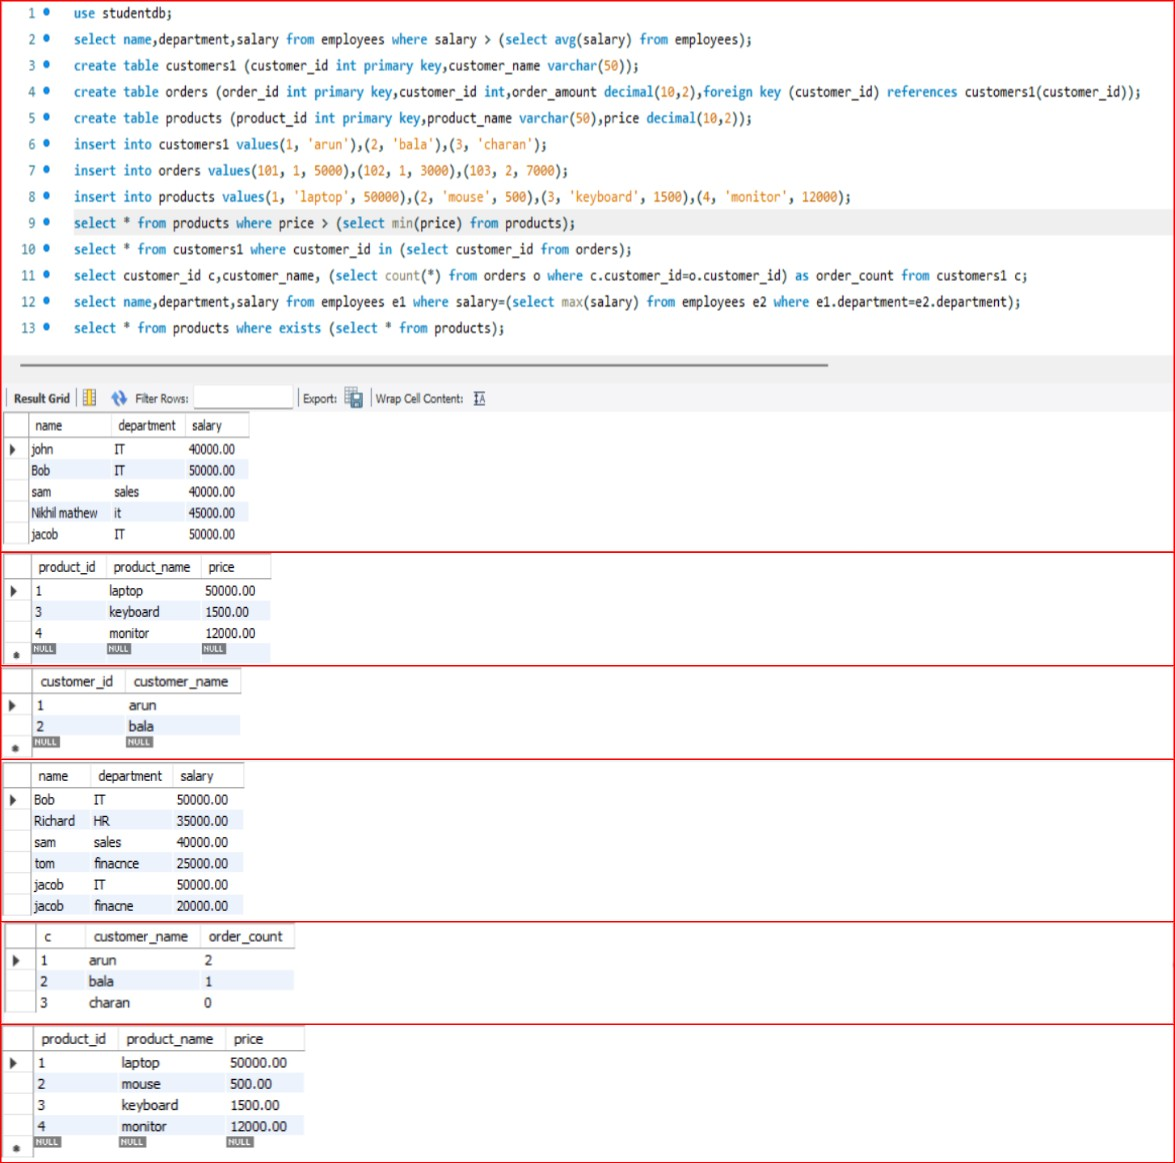 1 use studentdb;
2 select name,department,salary from employees where salary > (select avg(salary) from employees);
3 create table customers1 (customer_id int primary key,customer_name varchar(50));
4 create table orders (order_id int primary key,customer_id int,order_amount decimal(10,2),foreign key (customer_id) references customers1(customer_id));
5 create table products (product_id int primary key,product_name varchar(50),price decimal(10,2));
6 insert into customers1 values(1, 'arun'),(2, 'bala'),(3, 'charan');
7 insert into orders values(101, 1, 5000),(102, 1, 3000),(103, 2, 7000);
8 insert into products values(1, 'laptop', 50000),(2, 'mouse', 500),(3, 'keyboard', 1500),(4, 'monitor', 12000);
9 select * from products where price > (select min(price) from products);
10 select * from customers1 where customer_id in (select customer_id from orders);
11 select customer_id c,customer_name, (select count(*) from orders o where c.customer_id=o.customer_id) as order_count from customers1 c;
12 select name,department,salary from employees e1 where salary=(select max(salary) from employees e2 where e1.department=e2.department);
13 select * from products where exists (select * from products);
Result Grid Filter Rows: Export: Wrap Cell Content:
name department salary
john IT 40000.00
Bob IT 50000.00
sam sales 40000.00
Nikhil mathew it 45000.00
jacob IT 50000.00
product_id product_name price
1 laptop 50000.00
3 keyboard 1500.00
4 monitor 12000.00
NULL NULL NULL
customer_id customer_name
1 arun
2 bala
NULL NULL
name department salary
Bob IT 50000.00
Richard HR 35000.00
sam sales 40000.00
tom finacnce 25000.00
jacob IT 50000.00
jacob finacne 20000.00
c customer_name order_count
1 arun 2
2 bala 1
3 charan 0
product_id product_name price
1 laptop 50000.00
2 mouse 500.00
3 keyboard 1500.00
4 monitor 12000.00
NULL NULL NULL